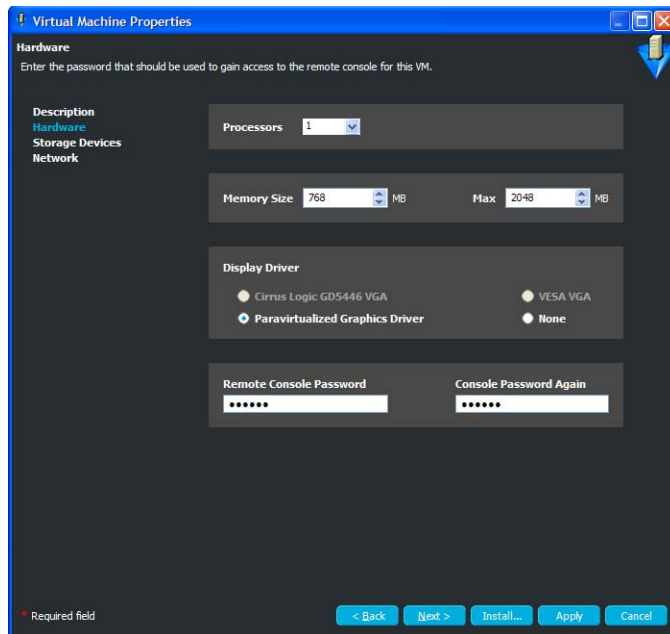 Virtual Machine Properties
Hardware
Enter the password that should be used to gain access to the remote console for this VM.
Description
Hardware
Storage Devices
Network
Processors 1
Memory Size 768 MB Max 2048 MB
Display Driver
Cirrus Logic GD5446 VGA VESA VGA
Paravirtualized Graphics Driver None
Remote Console Password Console Password Again
•••••• ••••••
* Required field < Back Next > Install... Apply Cancel